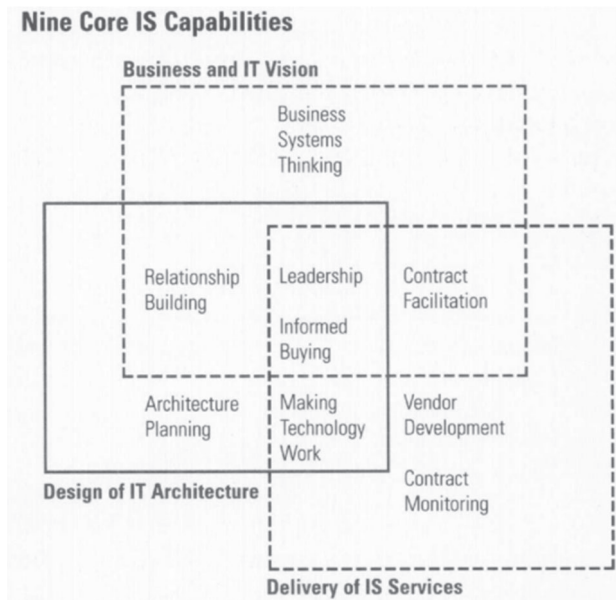 Nine Core IS Capabilities
Business and IT Vision
Business
Systems
Thinking
Relationship
Building
Leadership
Informed
Buying
Contract
Facilitation
Architecture
Planning
Making
Technology
Work
Vendor
Development
Contract
Monitoring
Design of IT Architecture
Delivery of IS Services